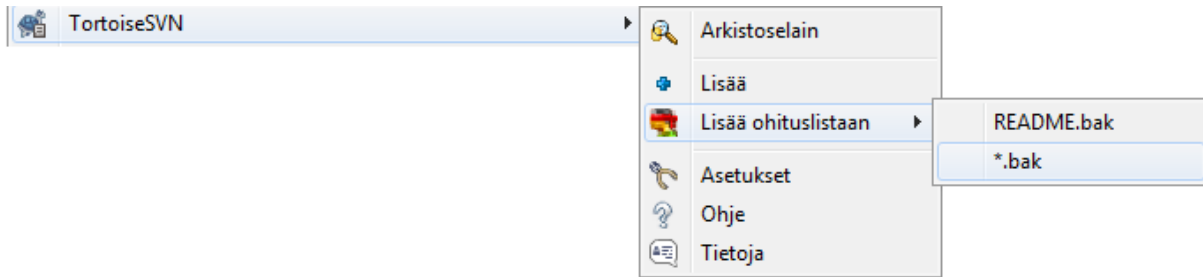 TortoiseSVN
Arkistoselain
Lisää
Lisää ohituslistaan
README.bak
*.bak
Asetukset
Ohje
Tietoja